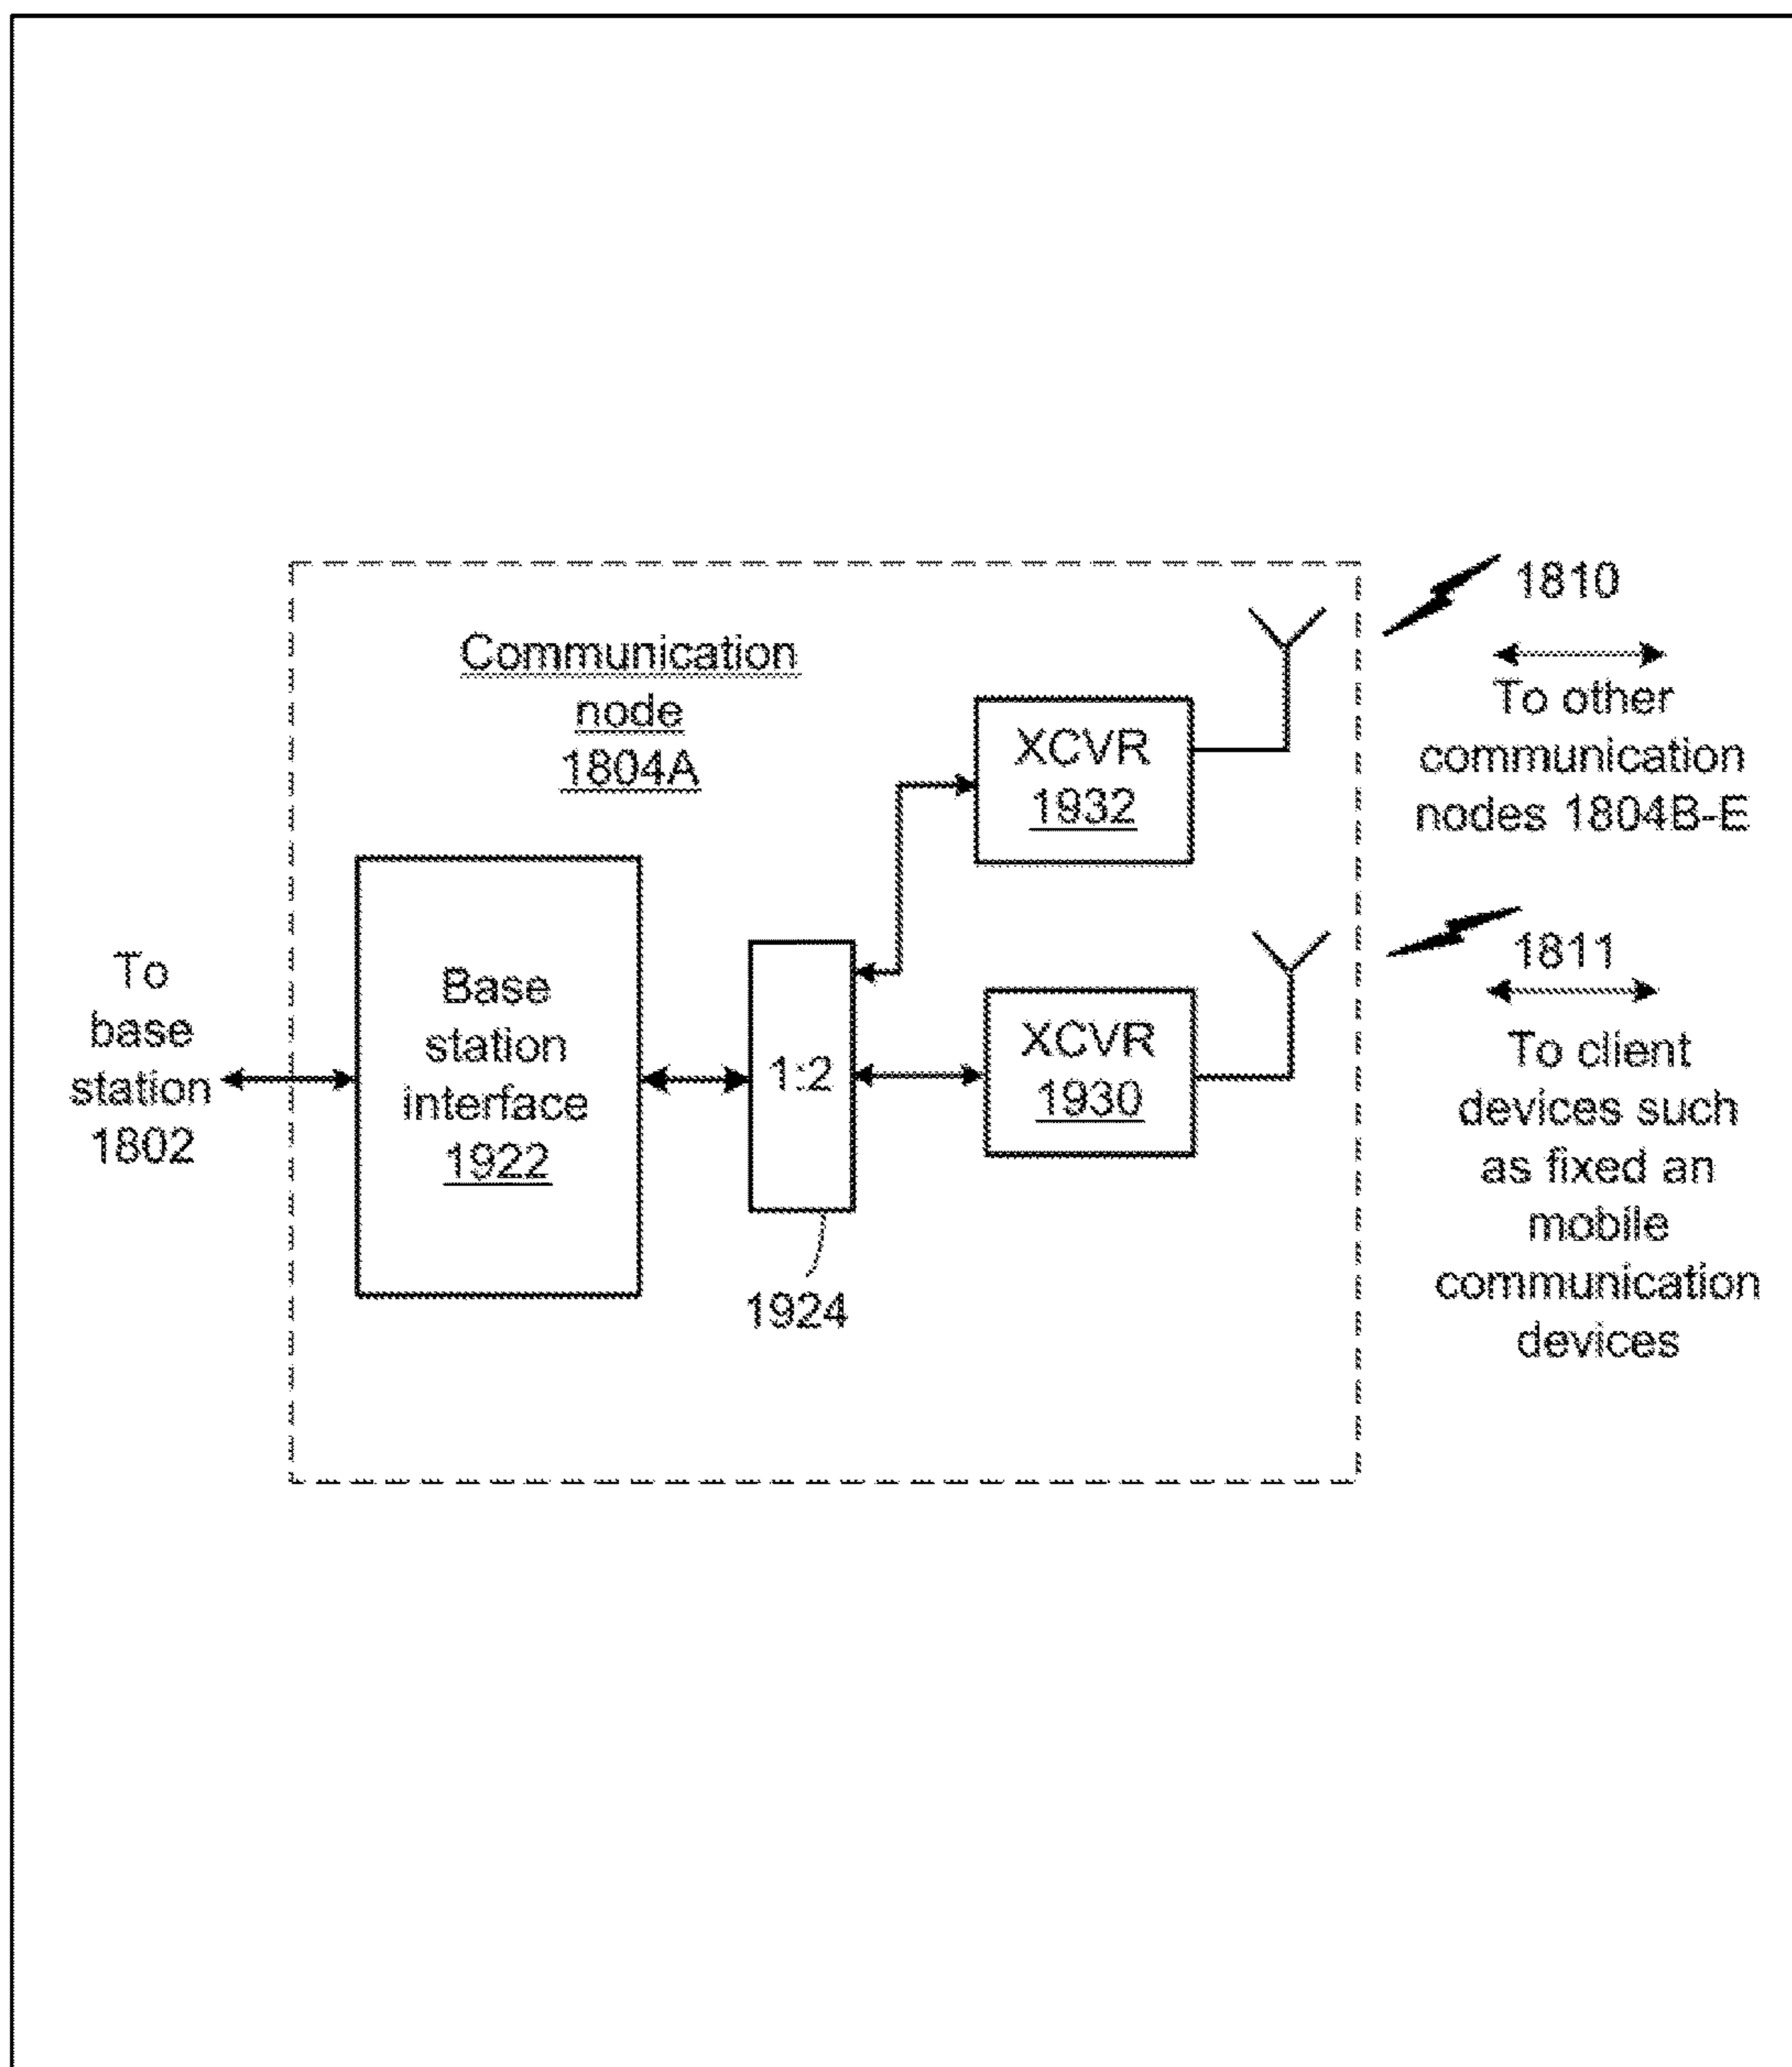 Communication
node
1804A
To
base
station
1802
Base
station
interface
1922
1:2
1924
XCVR
1932
XCVR
1930
1810
To other
communication
nodes 1804B-E
1811
To client
devices such
as fixed an
mobile
communication
devices